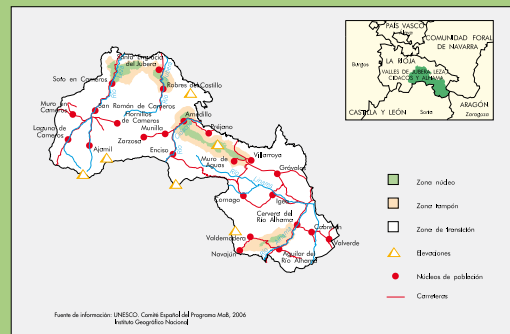 Santa Engracia
del Jubera
Soto en Cameros
Robres del Castillo
Muro en
Cameros
San
Román de Cameros
Hornillos
de Cameros
Laguna de
Cameros
Ajamil
Zarzosa
Munilla
Arnedillo
Préjano
Enciso
Muro de
Aguas
Villarroya
Grávalos
Cornago
Igea
Cervera del
Río Alhama
Cabretón
Valverde
Valdemadera
Navajún
Aguilar del
Río Alhama
PAÍS VASCO
Álava
COMUNIDAD FORAL
DE NAVARRA
Burgos
LA RIOJA
VALLES DE JUBERA, LEZA,
CIDACOS Y ALHAMA
ARAGÓN
CASTILLA Y LEÓN
Soria
Zaragoza
Zona núcleo
Zona tampón
Zona de transición
Elevaciones
Núcleos de población
Carreteras
Fuente de información: UNESCO. Comité Español del Programa MaB, 2006
Instituto Geográfico Nacional